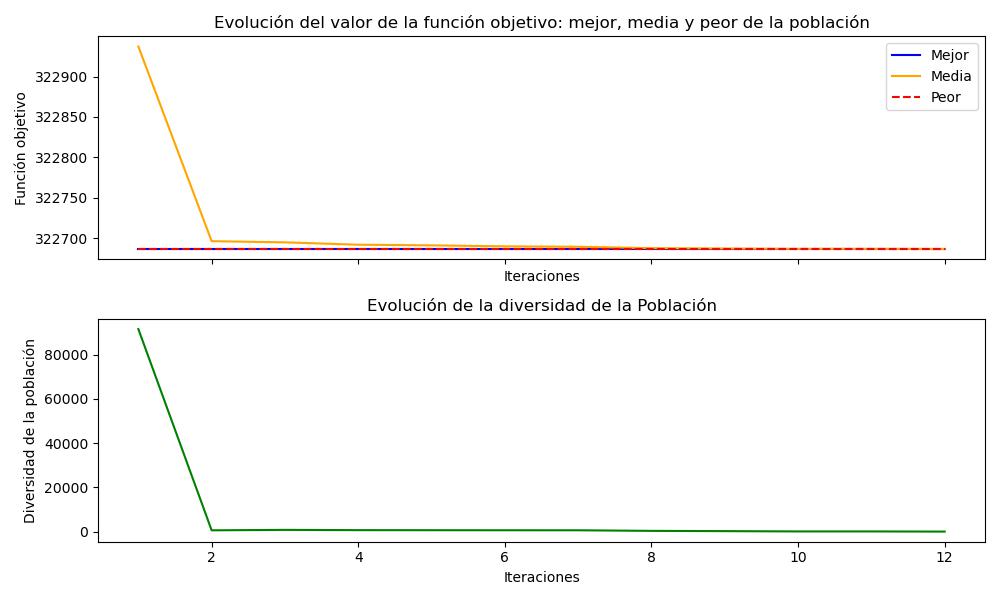 Evolución del valor de la función objetivo: mejor, media y peor de la población
Función objetivo
322900
322850
322800
322750
322700
Mejor
Media
Peor
Iteraciones
Evolución de la diversidad de la Población
Diversidad de la población
80000
60000
40000
20000
0
2 4 6 8 10 12
Iteraciones